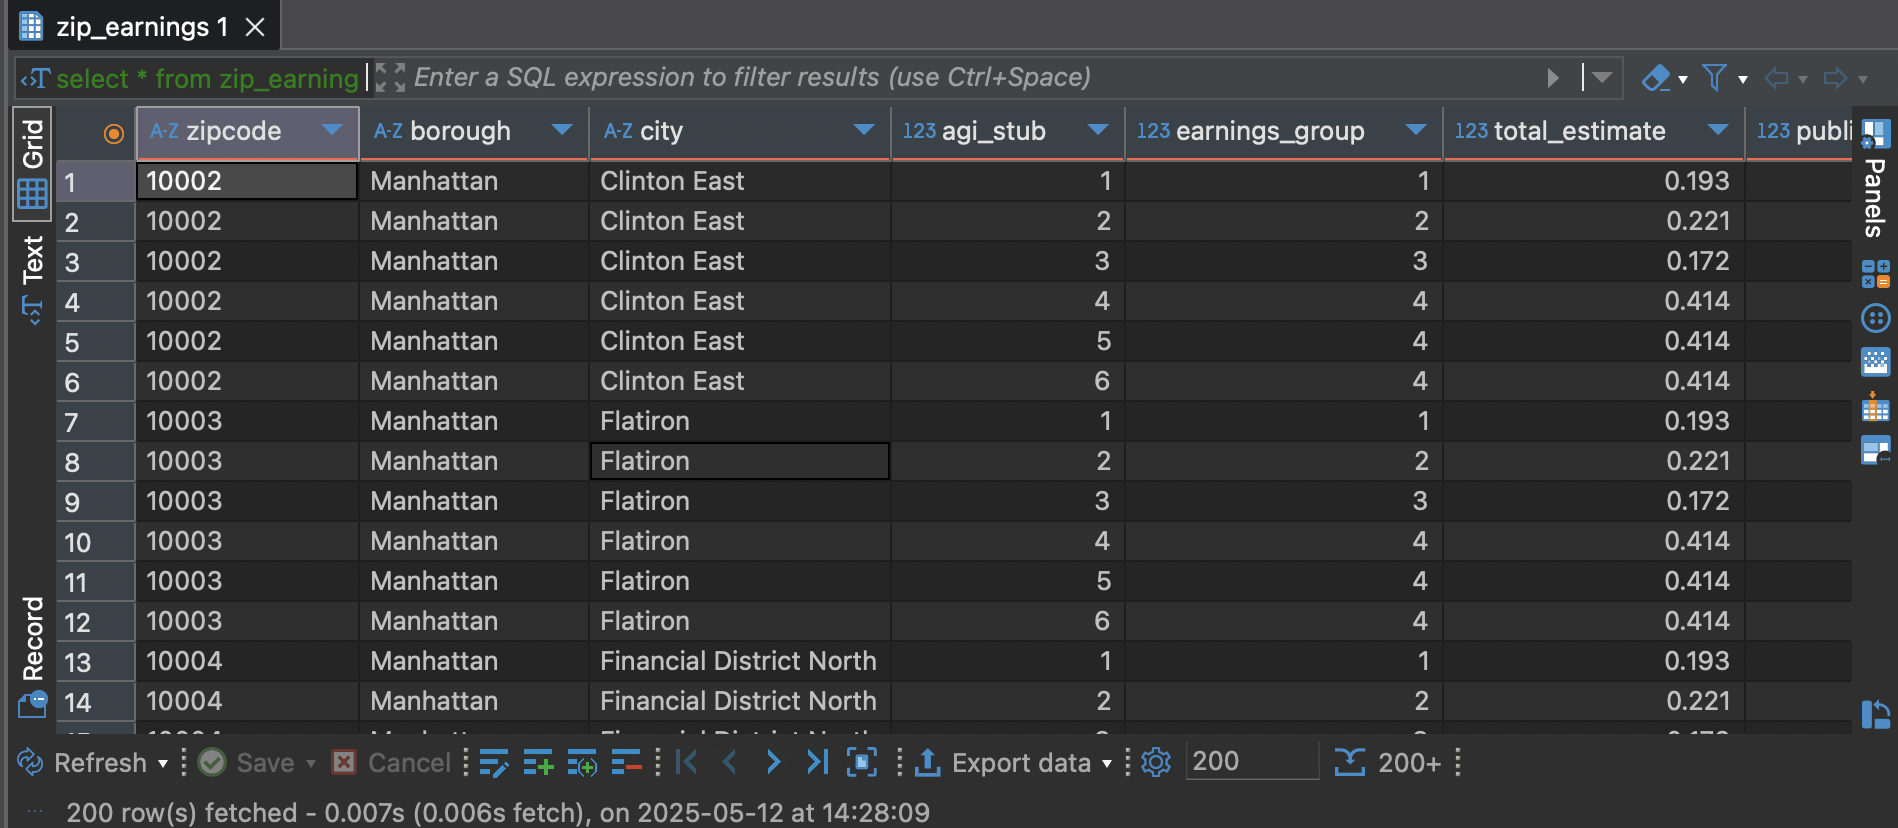 zip_earnings 1
select * from zip_earning Enter a SQL expression to filter results (use Ctrl+Space)
A-Z zipcode A-Z borough A-Z city 123 agi_stub 123 earnings_group 123 total_estimate 123 publi
1 10002 Manhattan Clinton East 1 1 0.193
2 10002 Manhattan Clinton East 2 2 0.221
3 10002 Manhattan Clinton East 3 3 0.172
4 10002 Manhattan Clinton East 4 4 0.414
5 10002 Manhattan Clinton East 5 4 0.414
6 10002 Manhattan Clinton East 6 4 0.414
7 10003 Manhattan Flatiron 1 1 0.193
8 10003 Manhattan Flatiron 2 2 0.221
9 10003 Manhattan Flatiron 3 3 0.172
10 10003 Manhattan Flatiron 4 4 0.414
11 10003 Manhattan Flatiron 5 4 0.414
12 10003 Manhattan Flatiron 6 4 0.414
13 10004 Manhattan Financial District North 1 1 0.193
14 10004 Manhattan Financial District North 2 2 0.221
Grid
Text
Record
Panels
Refresh Save Cancel Export data 200 200+
200 row(s) fetched - 0.007s (0.006s fetch), on 2025-05-12 at 14:28:09